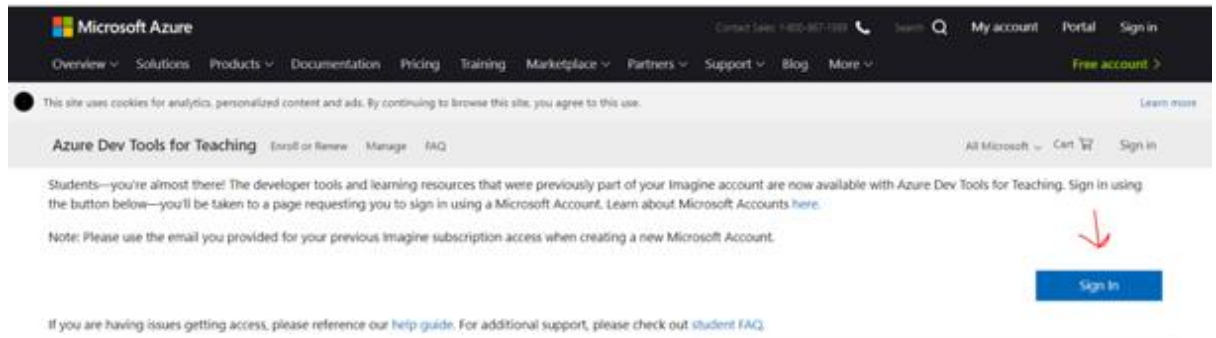 Microsoft Azure
Search My account Portal Sign in
Overview Solutions Products Documentation Pricing Training Marketplace Partners Support Blog More Free account >
This site uses cookies for analytics, personalized content and ads. By continuing to browse this site, you agree to this use. Learn more
Azure Dev Tools for Teaching Enroll or Renew Manage FAQ All Microsoft Cart Sign in
Students—you're almost there! The developer tools and learning resources that were previously part of your Imagine account are now available with Azure Dev Tools for Teaching. Sign in using
the button below—you'll be taken to a page requesting you to sign in using a Microsoft Account. Learn about Microsoft Accounts here.
Note: Please use the email you provided for your previous Imagine subscription access when creating a new Microsoft Account.
Sign In
If you are having issues getting access, please reference our help guide. For additional support, please check out student FAQ.